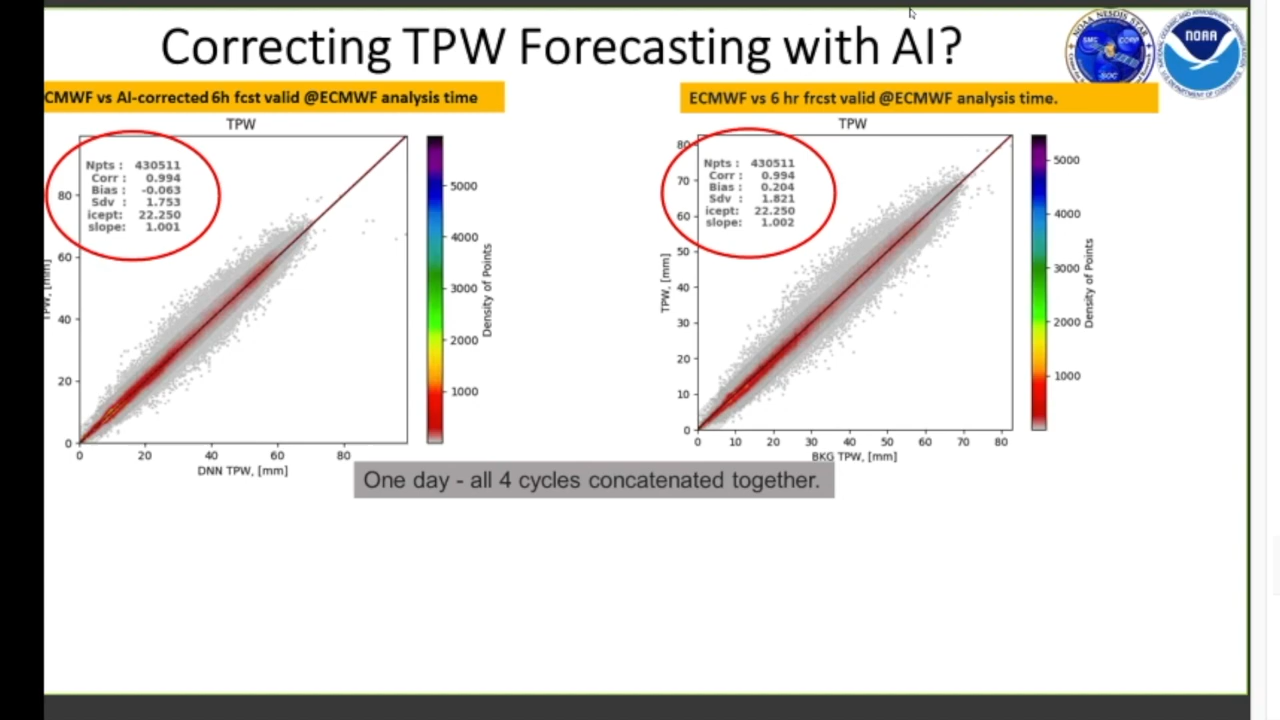 Correcting TPW Forecasting with AI?
NOAA
CMWF vs AI-corrected 6h fcst valid @ECMWF analysis time
ECMWF vs 6 hr frcst valid @ECMWF analysis time.
TPW
Npts : 430511
Corr : 0.994
Bias : -0.063
Sdv : 1.753
icept: 22.250
slope: 1.001
80
60
40
20
0
TPW, [mm]
0 20 40 60 80
DNN TPW, [mm]
5000
4000
3000
2000
1000
Density of Points
TPW
Npts : 430511
Corr : 0.994
Bias : 0.204
Sdv : 1.821
icept: 22.250
slope: 1.002
80
70
60
50
40
30
20
10
0
TPW, [mm]
0 10 20 30 40 50 60 70 80
BKG TPW, [mm]
5000
4000
3000
2000
1000
Density of Points
One day - all 4 cycles concatenated together.